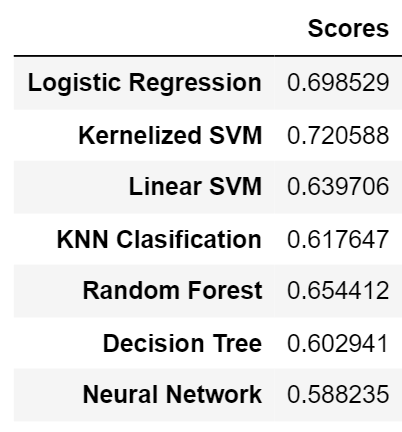 Scores
Logistic Regression 0.698529
Kernelized SVM 0.720588
Linear SVM 0.639706
KNN Clasification 0.617647
Random Forest 0.654412
Decision Tree 0.602941
Neural Network 0.588235